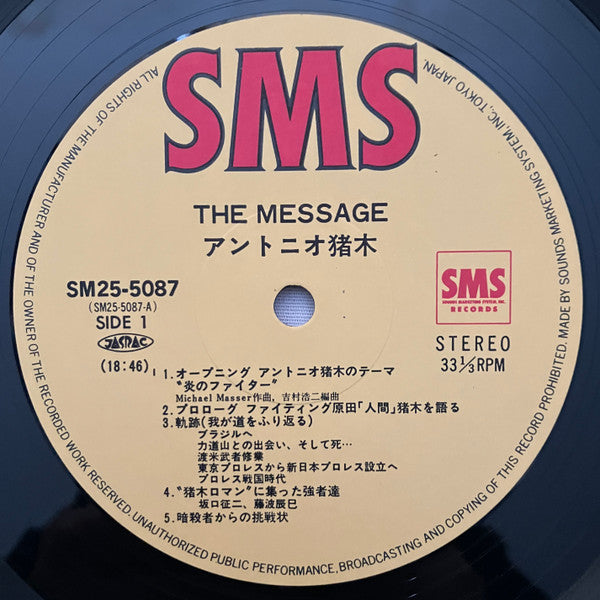 SMS
THE MESSAGE
アントニオ猪木
SM25-5087
(SM25-5087-A)
SIDE 1
JASRAC
(18:46)
SMS
SOUNDS MARKETING SYSTEM, INC.
RECORDS
STEREO
33 1/3 RPM
1.オープニング アントニオ猪木のテーマ
“炎のファイター”
Michael Masser作曲, 吉村浩二編曲
2.プロローグ ファイティング原田「人間」猪木を語る
3.軌跡(我が道をふり返る)
ブラジルへ
力道山との出会い、そして死…
渡米武者修業
東京プロレスから新日本プロレス設立へ
プロレス戦国時代
4.“猪木ロマン”に集った強者達
坂口征二、藤波辰巳
5.暗殺者からの挑戦状
ALL RIGHTS OF THE MANUFACTURER AND OF THE OWNER OF THE RECORDED WORK RESERVED. UNAUTHORIZED PUBLIC PERFORMANCE, BROADCASTING AND COPYING OF THIS RECORD PROHIBITED. MADE BY SOUNDS MARKETING SYSTEM, INC. TOKYO JAPAN.